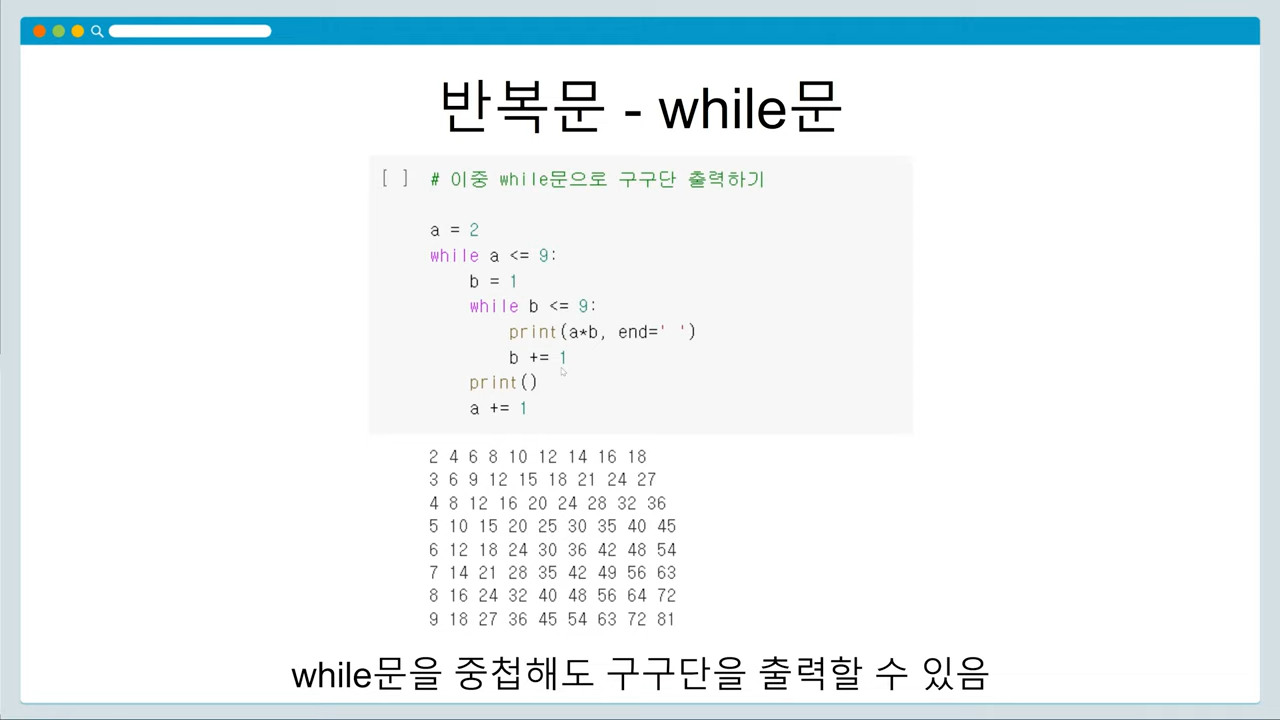 반복문 - while문
[ ] # 이중 while문으로 구구단 출력하기
a = 2
while a <= 9:
    b = 1
    while b <= 9:
        print(a*b, end=' ')
        b += 1
    print()
    a += 1
2 4 6 8 10 12 14 16 18
3 6 9 12 15 18 21 24 27
4 8 12 16 20 24 28 32 36
5 10 15 20 25 30 35 40 45
6 12 18 24 30 36 42 48 54
7 14 21 28 35 42 49 56 63
8 16 24 32 40 48 56 64 72
9 18 27 36 45 54 63 72 81
while문을 중첩해도 구구단을 출력할 수 있음